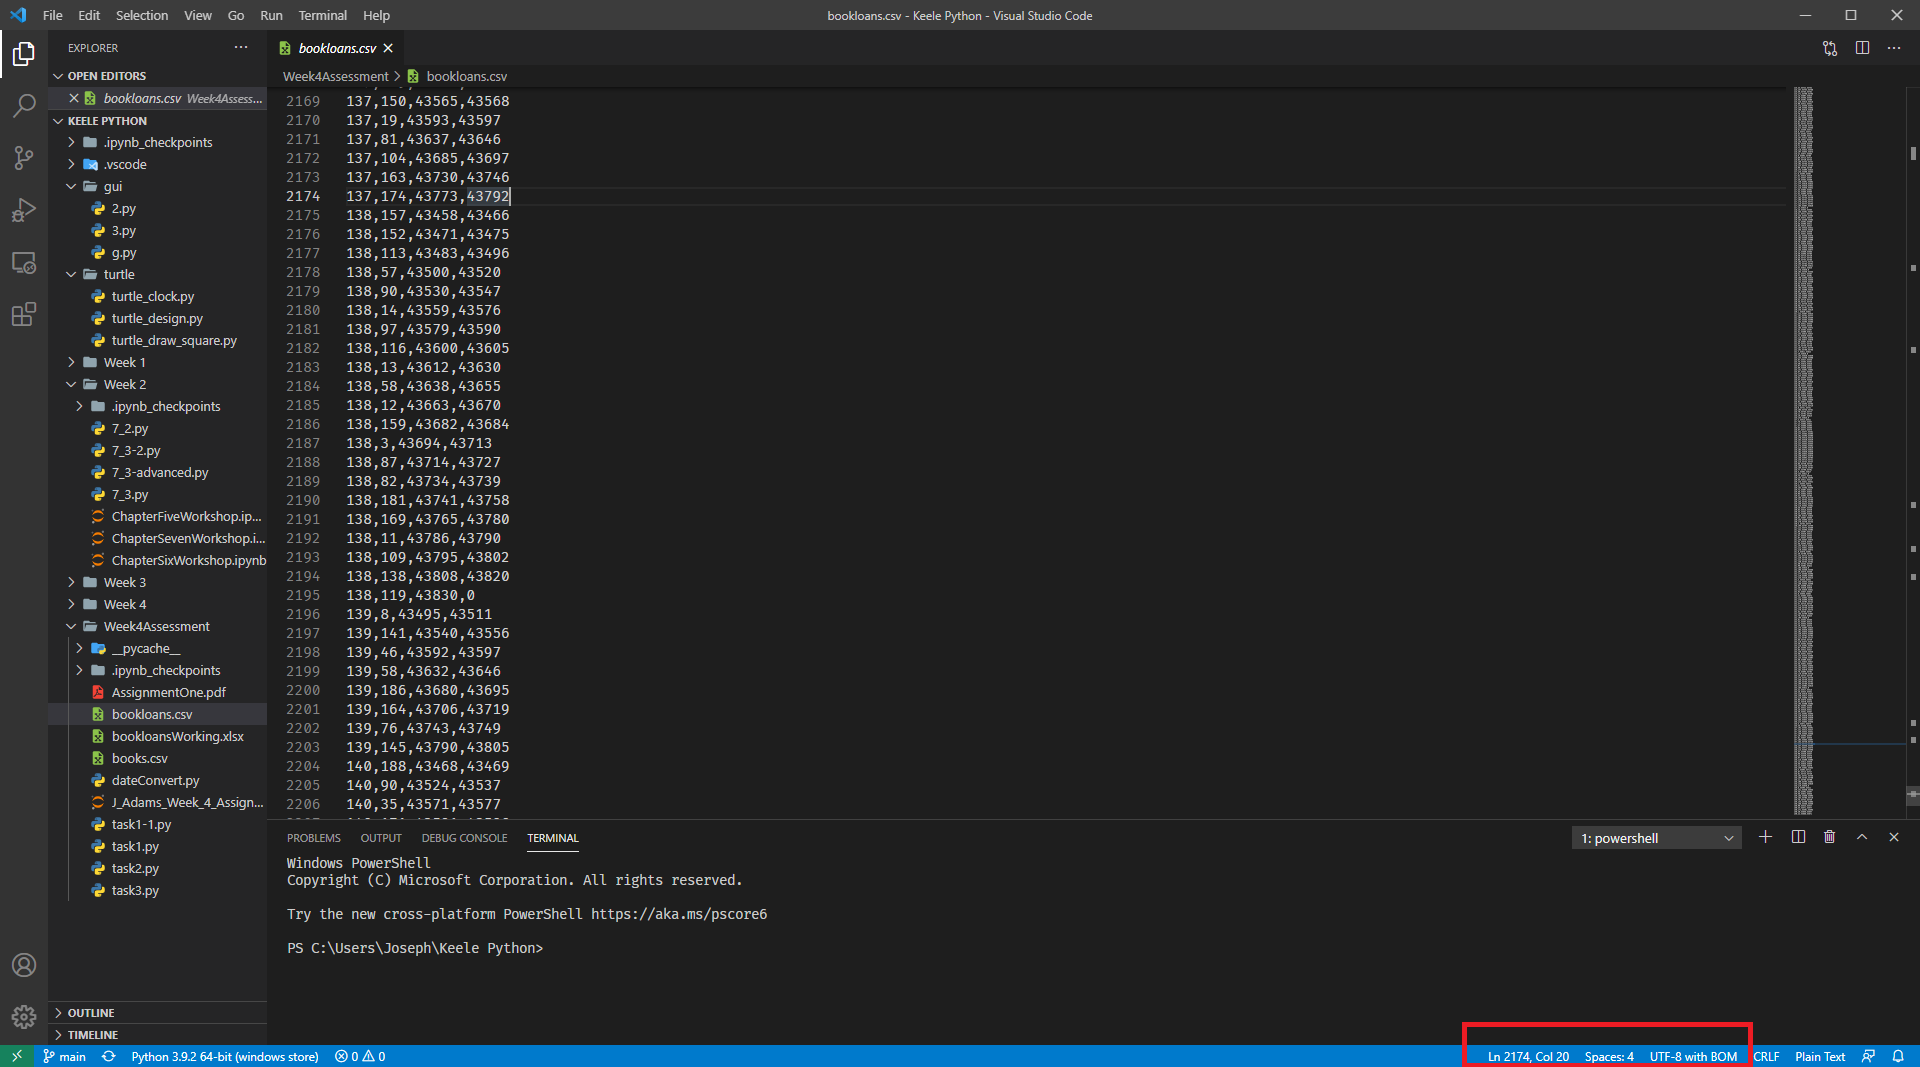 File Edit Selection View Go Run Terminal Help
bookloans.csv - Keele Python - Visual Studio Code
EXPLORER
OPEN EDITORS
bookloans.csv Week4Assess...
KEELE PYTHON
.ipynb_checkpoints
.vscode
gui
2.py
3.py
g.py
turtle
turtle_clock.py
turtle_design.py
turtle_draw_square.py
Week 1
Week 2
.ipynb_checkpoints
7_2.py
7_3-2.py
7_3-advanced.py
7_3.py
ChapterFiveWorkshop.ip...
ChapterSevenWorkshop.i...
ChapterSixWorkshop.ipynb
Week 3
Week 4
Week4Assessment
__pycache__
.ipynb_checkpoints
AssignmentOne.pdf
bookloans.csv
bookloansWorking.xlsx
books.csv
dateConvert.py
J_Adams_Week_4_Assign...
task1-1.py
task1.py
task2.py
task3.py
OUTLINE
TIMELINE
bookloans.csv
Week4Assessment > bookloans.csv
2169 137,150,43565,43568
2170 137,19,43593,43597
2171 137,81,43637,43646
2172 137,104,43685,43697
2173 137,163,43730,43746
2174 137,174,43773,43792
2175 138,157,43458,43466
2176 138,152,43471,43475
2177 138,113,43483,43496
2178 138,57,43500,43520
2179 138,90,43530,43547
2180 138,14,43559,43576
2181 138,97,43579,43590
2182 138,116,43600,43605
2183 138,13,43612,43630
2184 138,58,43638,43655
2185 138,12,43663,43670
2186 138,159,43682,43684
2187 138,3,43694,43713
2188 138,87,43714,43727
2189 138,82,43734,43739
2190 138,181,43741,43758
2191 138,169,43765,43780
2192 138,11,43786,43790
2193 138,109,43795,43802
2194 138,138,43808,43820
2195 138,119,43830,0
2196 139,8,43495,43511
2197 139,141,43540,43556
2198 139,46,43592,43597
2199 139,58,43632,43646
2200 139,186,43680,43695
2201 139,164,43706,43719
2202 139,76,43743,43749
2203 139,145,43790,43805
2204 140,188,43468,43469
2205 140,90,43524,43537
2206 140,35,43571,43577
PROBLEMS OUTPUT DEBUG CONSOLE TERMINAL
1: powershell
Windows PowerShell
Copyright (C) Microsoft Corporation. All rights reserved.
Try the new cross-platform PowerShell https://aka.ms/pscore6
PS C:\Users\Joseph\Keele Python>
main Python 3.9.2 64-bit (windows store) 0 0
Ln 2174, Col 20 Spaces: 4 UTF-8 with BOM CRLF Plain Text